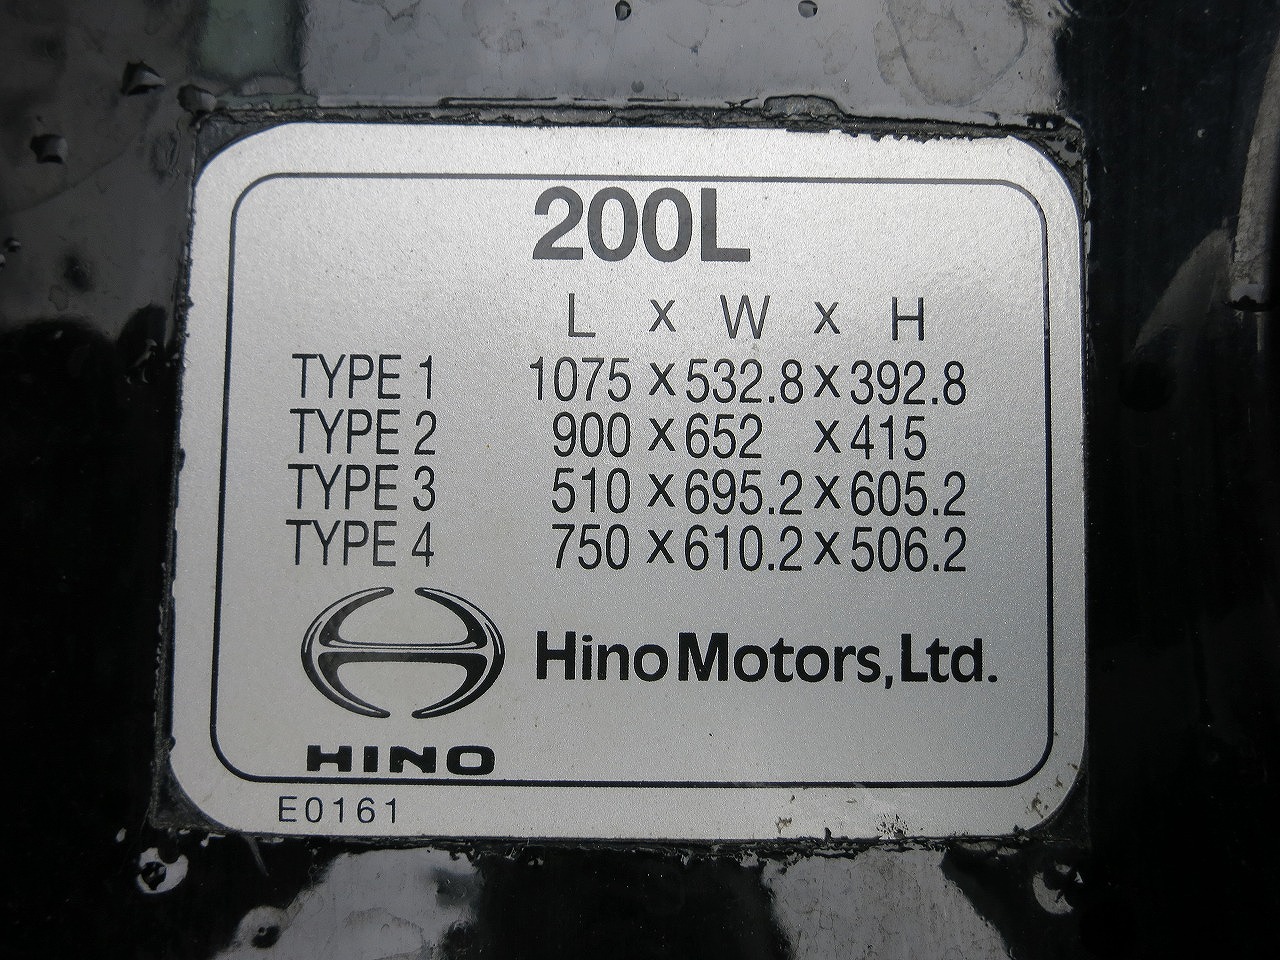 200L
L x W x H
TYPE 1 1075 x 532.8 x 392.8
TYPE 2 900 x 652 x 415
TYPE 3 510 x 695.2 x 605.2
TYPE 4 750 x 610.2 x 506.2
Hino Motors, Ltd.
HINO
E0161